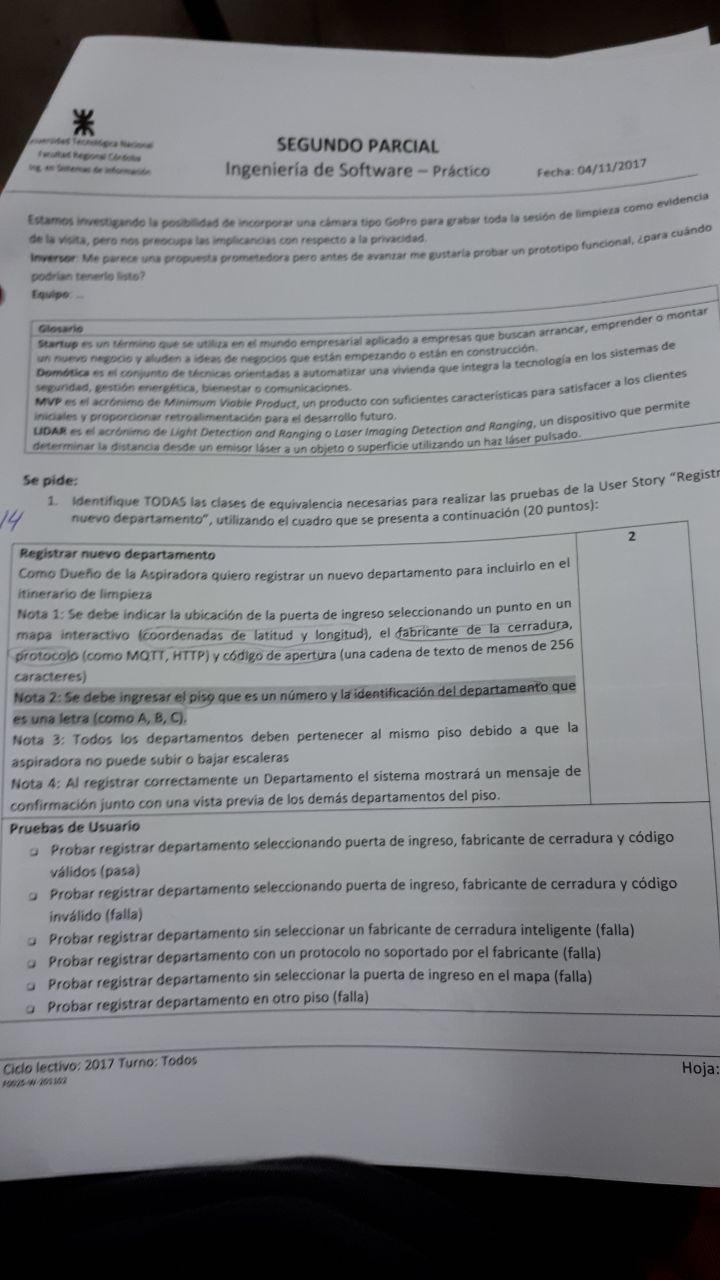 Universidad Tecnológica Nacional
Facultad Regional Córdoba
Ing. en Sistemas de Información
SEGUNDO PARCIAL
Ingeniería de Software – Práctico
Fecha: 04/11/2017
Estamos investigando la posibilidad de incorporar una cámara tipo GoPro para grabar toda la sesión de limpieza como evidencia
de la visita, pero nos preocupa las implicancias con respecto a la privacidad.
Inversor: Me parece una propuesta prometedora pero antes de avanzar me gustaría probar un prototipo funcional, ¿para cuándo
podrían tenerlo listo?
Equipo: ...
Glosario
Startup es un término que se utiliza en el mundo empresarial aplicado a empresas que buscan arrancar, emprender o montar
un nuevo negocio y aluden a ideas de negocios que están empezando o están en construcción.
Domótica es el conjunto de técnicas orientadas a automatizar una vivienda que integra la tecnología en los sistemas de
seguridad, gestión energética, bienestar o comunicaciones.
MVP es el acrónimo de Minimum Viable Product, un producto con suficientes características para satisfacer a los clientes
iniciales y proporcionar retroalimentación para el desarrollo futuro.
LIDAR es el acrónimo de Light Detection and Ranging o Laser Imaging Detection and Ranging, un dispositivo que permite
determinar la distancia desde un emisor láser a un objeto o superficie utilizando un haz láser pulsado.
Se pide:
1. Identifique TODAS las clases de equivalencia necesarias para realizar las pruebas de la User Story “Registr
nuevo departamento”, utilizando el cuadro que se presenta a continuación (20 puntos):
14
Registrar nuevo departamento
2
Como Dueño de la Aspiradora quiero registrar un nuevo departamento para incluirlo en el
itinerario de limpieza
Nota 1: Se debe indicar la ubicación de la puerta de ingreso seleccionando un punto en un
mapa interactivo (coordenadas de latitud y longitud), el fabricante de la cerradura,
protocolo (como MQTT, HTTP) y código de apertura (una cadena de texto de menos de 256
caracteres)
Nota 2: Se debe ingresar el piso que es un número y la identificación del departamento que
es una letra (como A, B, C).
Nota 3: Todos los departamentos deben pertenecer al mismo piso debido a que la
aspiradora no puede subir o bajar escaleras
Nota 4: Al registrar correctamente un Departamento el sistema mostrará un mensaje de
confirmación junto con una vista previa de los demás departamentos del piso.
Pruebas de Usuario
Probar registrar departamento seleccionando puerta de ingreso, fabricante de cerradura y código
válidos (pasa)
Probar registrar departamento seleccionando puerta de ingreso, fabricante de cerradura y código
inválido (falla)
Probar registrar departamento sin seleccionar un fabricante de cerradura inteligente (falla)
Probar registrar departamento con un protocolo no soportado por el fabricante (falla)
Probar registrar departamento sin seleccionar la puerta de ingreso en el mapa (falla)
Probar registrar departamento en otro piso (falla)
Ciclo lectivo: 2017 Turno: Todos
Hoja: